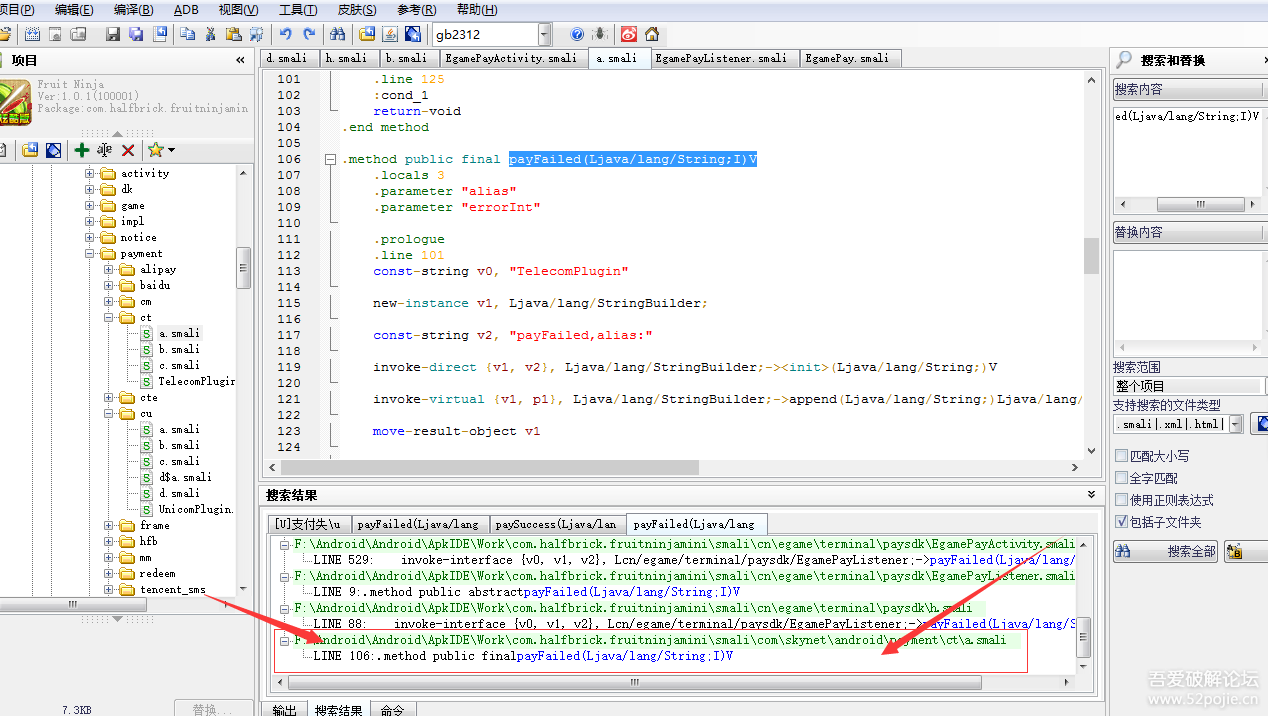 项目(P) 编辑(E) 编译(B) ADB 视图(V) 工具(T) 皮肤(S) 参考(R) 帮助(H)
gb2312
项目 «
Fruit Ninja
Ver:1.0.1(100001)
Package:com.halfbrick.fruitninjamin
activity
dk
game
impl
notice
payment
alipay
baidu
cm
ct
a.smali
b.smali
c.smali
TelecomPlugin
cte
cu
a.smali
b.smali
c.smali
d$a.smali
d.smali
UnicomPlugin.
frame
hfb
mm
redeem
tencent_sms
7.3KB
替换...
d.smali h.smali b.smali EgamePayActivity.smali a.smali EgamePayListener.smali EgamePay.smali
101 .line 125
102 :cond_1
103 return-void
104 .end method
105
106 .method public final payFailed(Ljava/lang/String;I)V
107 .locals 3
108 .parameter "alias"
109 .parameter "errorInt"
110
111 .prologue
112 .line 101
113 const-string v0, "TelecomPlugin"
114
115 new-instance v1, Ljava/lang/StringBuilder;
116
117 const-string v2, "payFailed,alias:"
118
119 invoke-direct {v1, v2}, Ljava/lang/StringBuilder;-><init>(Ljava/lang/String;)V
120
121 invoke-virtual {v1, p1}, Ljava/lang/StringBuilder;->append(Ljava/lang/String;)Ljava/lang/
122
123 move-result-object v1
124
搜索结果
[U]支付失\u payFailed(Ljava/lang paySuccess(Ljava/lan payFailed(Ljava/lang
F:\Android\Android\ApkIDE\Work\com.halfbrick.fruitninjamini\smali\cn\egame\terminal\paysdk\EgamePayActivity.smali
LINE 529: invoke-interface {v0, v1, v2}, Lcn/egame/terminal/paysdk/EgamePayListener;->payFailed(Ljava/lang/
F:\Android\Android\ApkIDE\Work\com.halfbrick.fruitninjamini\smali\cn\egame\terminal\paysdk\EgamePayListener.smali
LINE 9:.method public abstractpayFailed(Ljava/lang/String;I)V
F:\Android\Android\ApkIDE\Work\com.halfbrick.fruitninjamini\smali\cn\egame\terminal\paysdk\h.smali
LINE 88: invoke-interface {v0, v1, v2}, Lcn/egame/terminal/paysdk/EgamePayListener;->payFailed(Ljava/lang/S
F:\Android\Android\ApkIDE\Work\com.halfbrick.fruitninjamini\smali\com\skynet\android\payment\ct\a.smali
LINE 106:.method public finalpayFailed(Ljava/lang/String;I)V
输出 搜索结果 命令
搜索和替换
搜索内容
ed(Ljava/lang/String;I)V
替换内容
搜索范围
整个项目
支持搜索的文件类型
.smali|.xml|.html|
匹配大小写
全字匹配
使用正则表达式
包括子文件夹
搜索全部
吾爱破解论坛
www.52pojie.cn